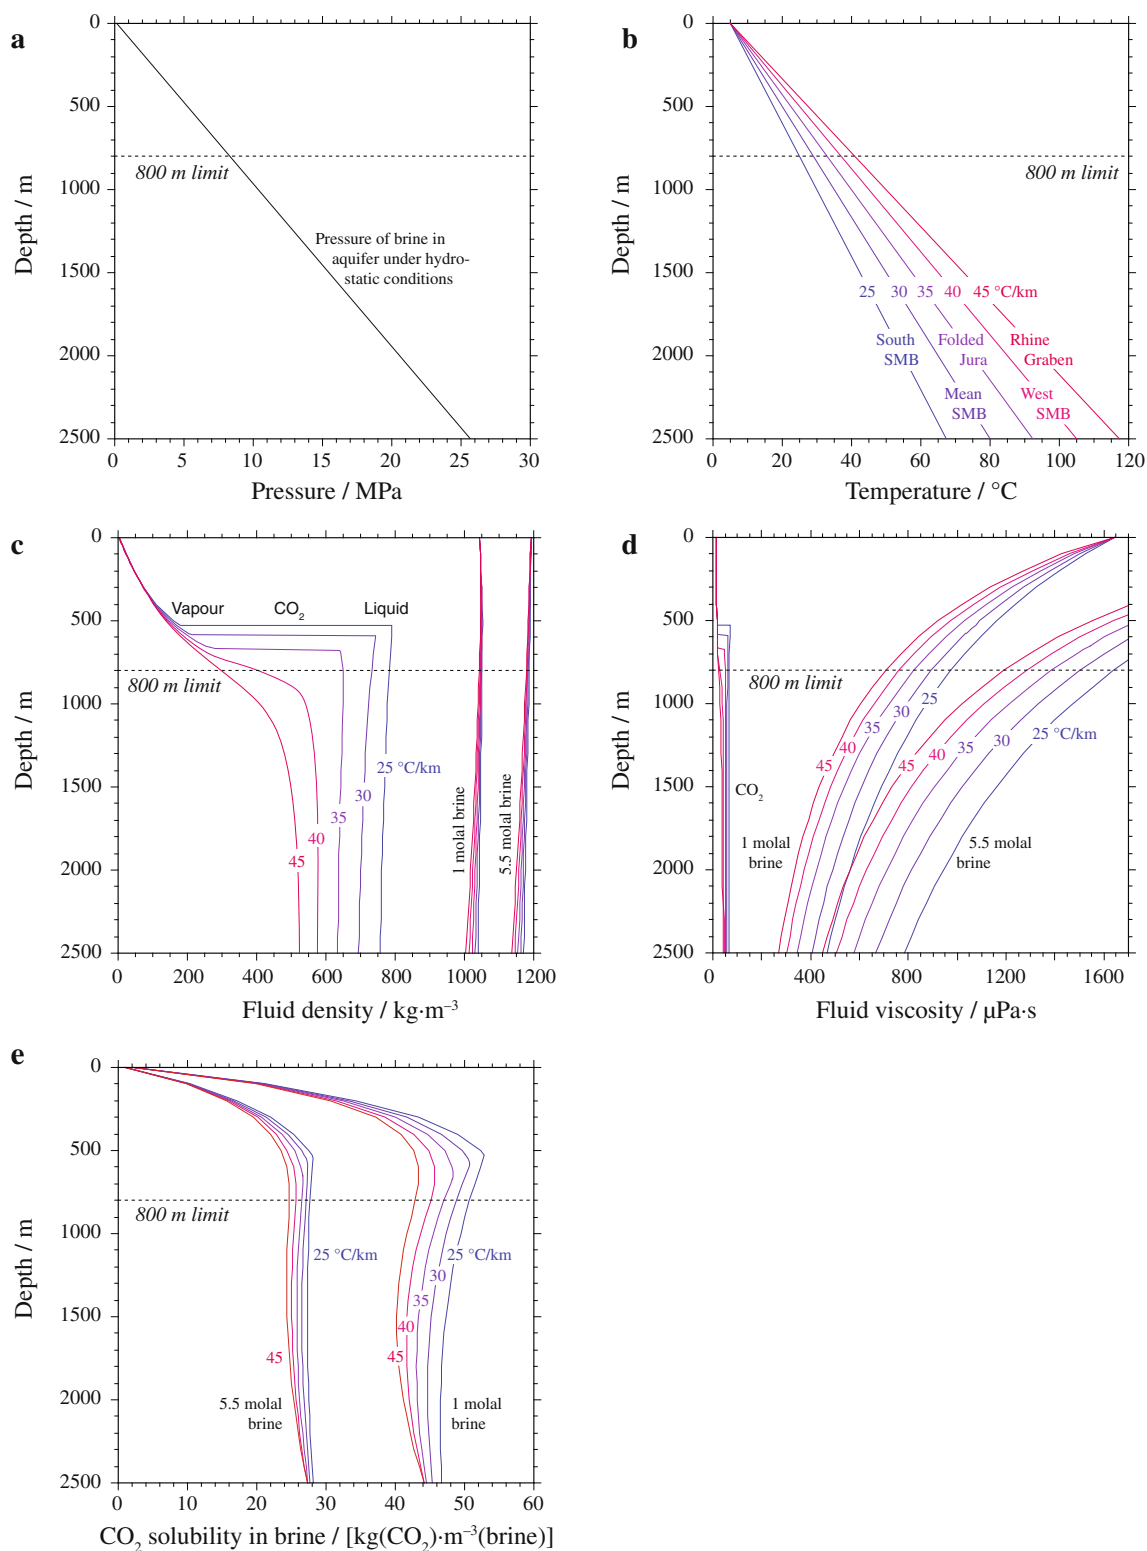 a
0
500
1000
1500
2000
2500
Depth / m
800 m limit
Pressure of brine in
aquifer under hydro-
static conditions
0 5 10 15 20 25 30
Pressure / MPa
b
0
500
1000
1500
2000
2500
Depth / m
800 m limit
25 30 35 40 45 °C/km
South
SMB
Folded
Jura
Rhine
Graben
Mean
SMB
West
SMB
0 20 40 60 80 100 120
Temperature / °C
c
0
500
1000
1500
2000
2500
Depth / m
Vapour CO2 Liquid
800 m limit
25 °C/km
30
35
40
45
1 molal brine
5.5 molal brine
0 200 400 600 800 1000 1200
Fluid density / kg·m–3
d
0
500
1000
1500
2000
2500
Depth / m
800 m limit
25
30
35
40
45
25 °C/km
30
35
40
45
CO2
1 molal
brine
5.5 molal
brine
0 400 800 1200 1600
Fluid viscosity / µPa·s
e
0
500
1000
1500
2000
2500
Depth / m
800 m limit
25 °C/km
45
25 °C/km
30
35
40
45
5.5 molal
brine
1 molal
brine
0 10 20 30 40 50 60
CO2 solubility in brine / [kg(CO2)·m–3(brine)]